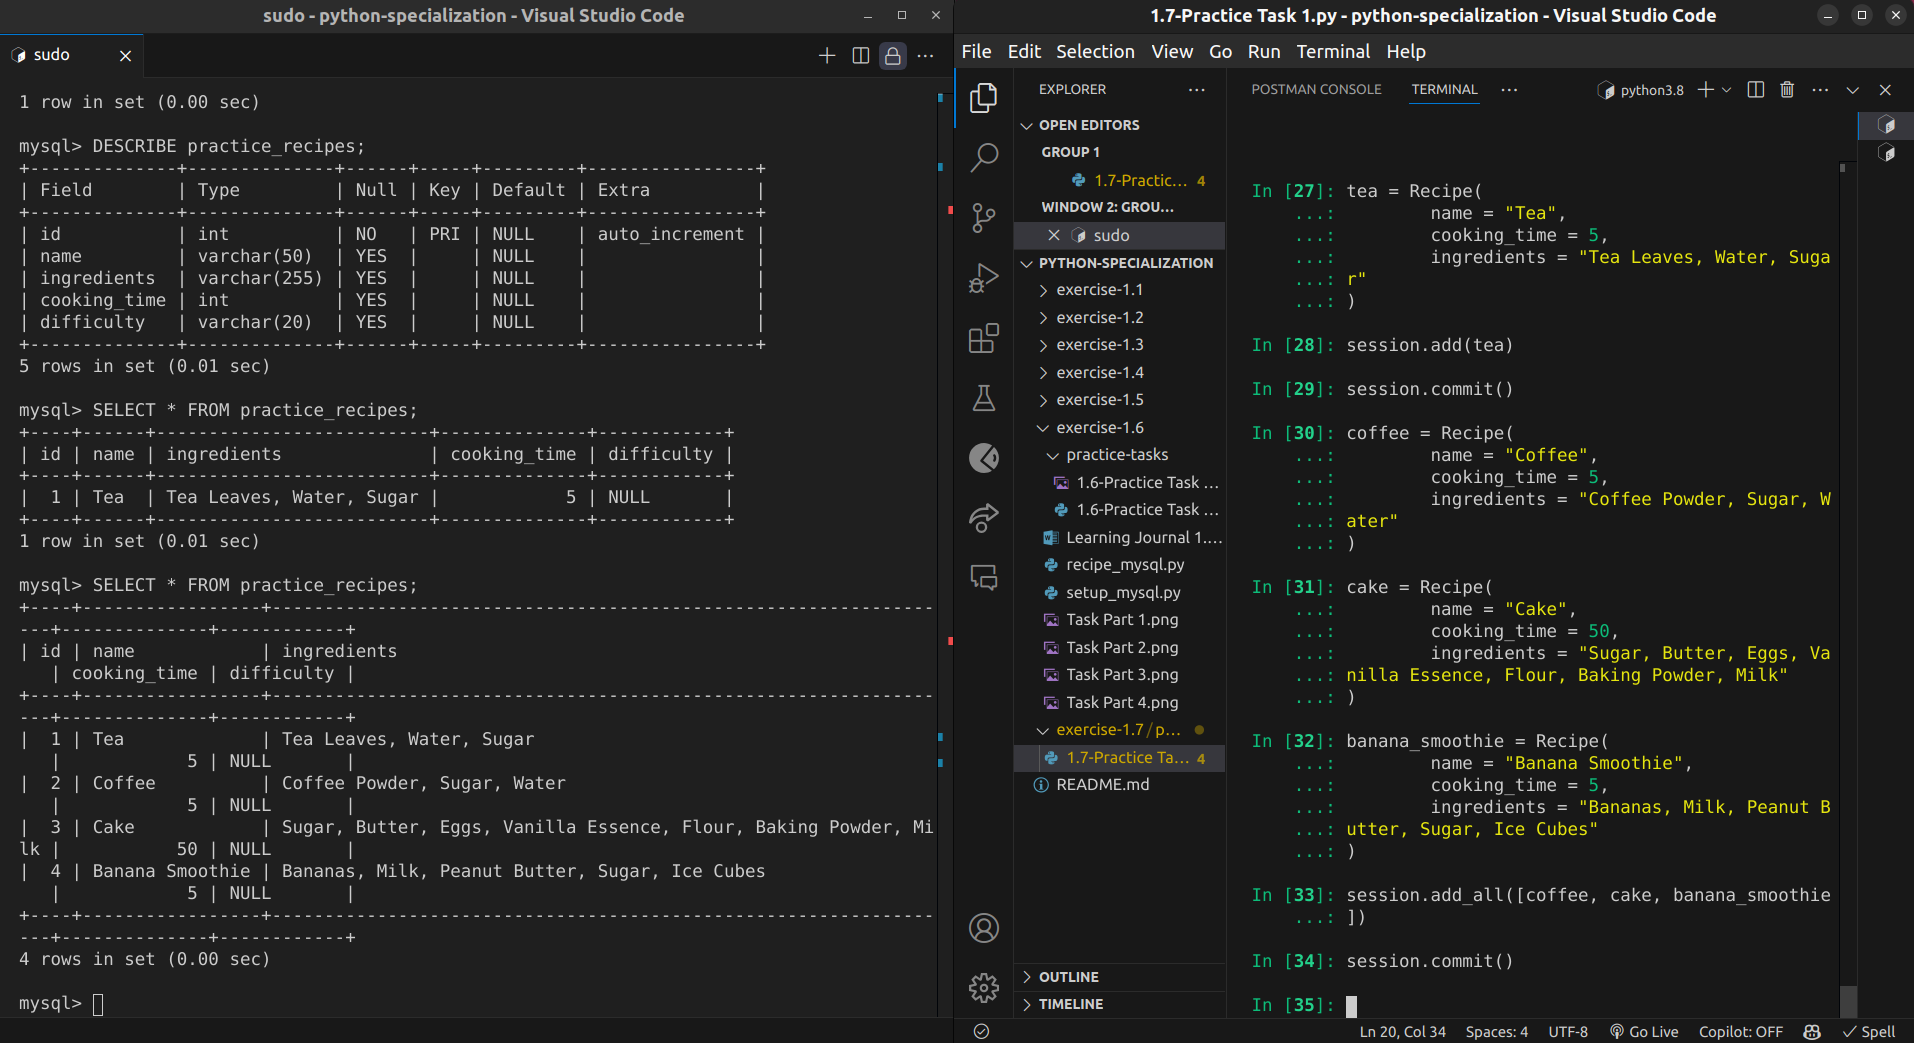 sudo - python-specialization - Visual Studio Code
sudo
1 row in set (0.00 sec)
mysql> DESCRIBE practice_recipes;
+--------------+--------------+------+-----+---------+----------------+
| Field        | Type         | Null | Key | Default | Extra          |
+--------------+--------------+------+-----+---------+----------------+
| id           | int          | NO   | PRI | NULL    | auto_increment |
| name         | varchar(50)  | YES  |     | NULL    |                |
| ingredients  | varchar(255) | YES  |     | NULL    |                |
| cooking_time | int          | YES  |     | NULL    |                |
| difficulty   | varchar(20)  | YES  |     | NULL    |                |
+--------------+--------------+------+-----+---------+----------------+
5 rows in set (0.01 sec)
mysql> SELECT * FROM practice_recipes;
+----+------+--------------------------+--------------+------------+
| id | name | ingredients              | cooking_time | difficulty |
+----+------+--------------------------+--------------+------------+
|  1 | Tea  | Tea Leaves, Water, Sugar |            5 | NULL       |
+----+------+--------------------------+--------------+------------+
1 row in set (0.01 sec)
mysql> SELECT * FROM practice_recipes;
+----+-----------------+---------------------------------------------------------------
---+--------------+------------+
| id | name            | ingredients
   | cooking_time | difficulty |
+----+-----------------+---------------------------------------------------------------
---+--------------+------------+
|  1 | Tea             | Tea Leaves, Water, Sugar
   |            5 | NULL       |
|  2 | Coffee          | Coffee Powder, Sugar, Water
   |            5 | NULL       |
|  3 | Cake            | Sugar, Butter, Eggs, Vanilla Essence, Flour, Baking Powder, Mi
lk |           50 | NULL       |
|  4 | Banana Smoothie | Bananas, Milk, Peanut Butter, Sugar, Ice Cubes
   |            5 | NULL       |
+----+-----------------+---------------------------------------------------------------
---+--------------+------------+
4 rows in set (0.00 sec)
mysql>
1.7-Practice Task 1.py - python-specialization - Visual Studio Code
File Edit Selection View Go Run Terminal Help
EXPLORER
OPEN EDITORS
GROUP 1
1.7-Practic... 4
WINDOW 2: GROU...
sudo
PYTHON-SPECIALIZATION
exercise-1.1
exercise-1.2
exercise-1.3
exercise-1.4
exercise-1.5
exercise-1.6
practice-tasks
1.6-Practice Task ...
1.6-Practice Task ...
Learning Journal 1....
recipe_mysql.py
setup_mysql.py
Task Part 1.png
Task Part 2.png
Task Part 3.png
Task Part 4.png
exercise-1.7 / p...
1.7-Practice Ta... 4
README.md
OUTLINE
TIMELINE
POSTMAN CONSOLE TERMINAL python3.8
In [27]: tea = Recipe(
    ...:         name = "Tea",
    ...:         cooking_time = 5,
    ...:         ingredients = "Tea Leaves, Water, Suga
    ...: r"
    ...: )
In [28]: session.add(tea)
In [29]: session.commit()
In [30]: coffee = Recipe(
    ...:         name = "Coffee",
    ...:         cooking_time = 5,
    ...:         ingredients = "Coffee Powder, Sugar, W
    ...: ater"
    ...: )
In [31]: cake = Recipe(
    ...:         name = "Cake",
    ...:         cooking_time = 50,
    ...:         ingredients = "Sugar, Butter, Eggs, Va
    ...: nilla Essence, Flour, Baking Powder, Milk"
    ...: )
In [32]: banana_smoothie = Recipe(
    ...:         name = "Banana Smoothie",
    ...:         cooking_time = 5,
    ...:         ingredients = "Bananas, Milk, Peanut B
    ...: utter, Sugar, Ice Cubes"
    ...: )
In [33]: session.add_all([coffee, cake, banana_smoothie
    ...: ])
In [34]: session.commit()
In [35]:
Ln 20, Col 34 Spaces: 4 UTF-8 Go Live Copilot: OFF Spell